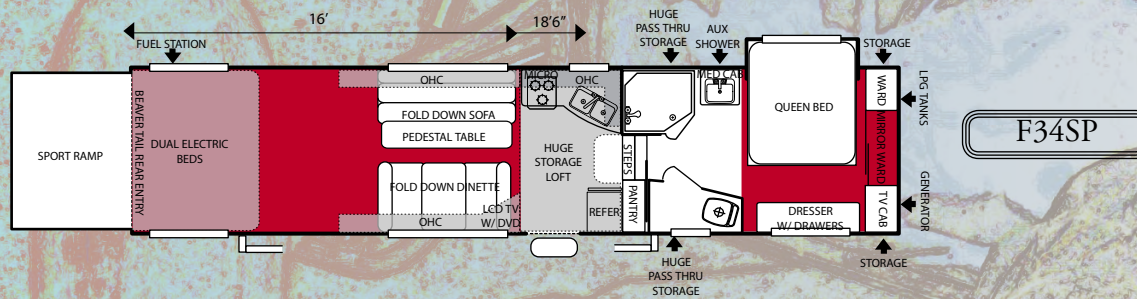 16’
18’6”
FUEL STATION
HUGE
PASS THRU
STORAGE
AUX
SHOWER
STORAGE
SPORT RAMP
BEAVER TAIL REAR ENTRY
DUAL ELECTRIC
BEDS
OHC
FOLD DOWN SOFA
PEDESTAL TABLE
FOLD DOWN DINETTE
OHC
LCD TV
W/ DVD
MICRO
OHC
HUGE
STORAGE
LOFT
REFER
STEPS
PANTRY
MED CAB
QUEEN BED
DRESSER
W/ DRAWERS
WARD
MIRROR WARD
TV CAB
LPG TANKS
GENERATOR
HUGE
PASS THRU
STORAGE
STORAGE
F34SP